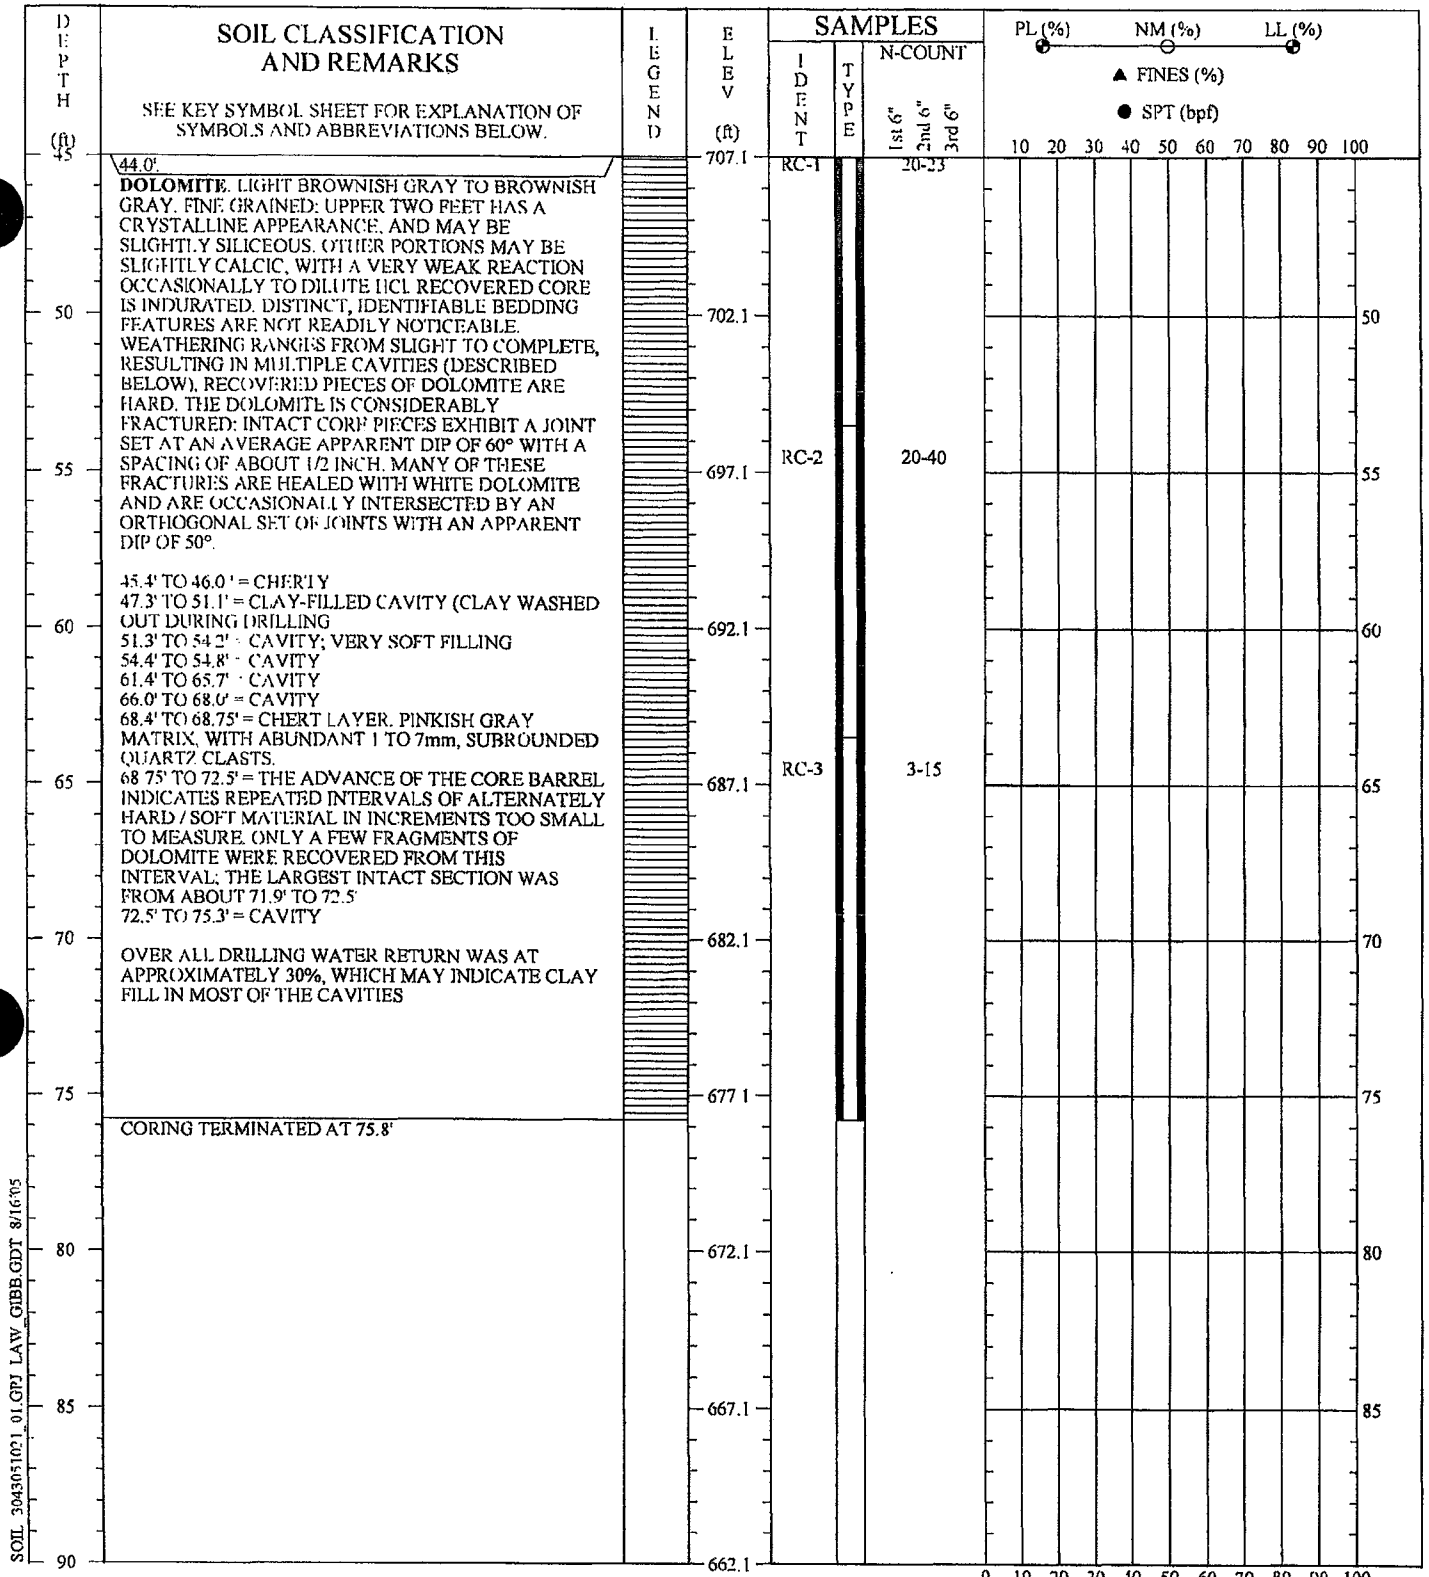 DEPTH (ft)
SOIL CLASSIFICATION
AND REMARKS
SEE KEY SYMBOL SHEET FOR EXPLANATION OF
SYMBOLS AND ABBREVIATIONS BELOW.
LEGEND
ELEV (ft)
SAMPLES
IDENT
TYPE
N-COUNT
1st 6"
2nd 6"
3rd 6"
PL (%) NM (%) LL (%)
▲ FINES (%)
● SPT (bpf)
10 20 30 40 50 60 70 80 90 100
45 707.1 RC-1 20-23
44.0'
DOLOMITE. LIGHT BROWNISH GRAY TO BROWNISH
GRAY. FINE GRAINED: UPPER TWO FEET HAS A
CRYSTALLINE APPEARANCE, AND MAY BE
SLIGHTLY SILICEOUS. OTHER PORTIONS MAY BE
SLIGHTLY CALCIC, WITH A VERY WEAK REACTION
OCCASIONALLY TO DILUTE HCL. RECOVERED CORE
IS INDURATED. DISTINCT, IDENTIFIABLE BEDDING
FEATURES ARE NOT READILY NOTICEABLE.
WEATHERING RANGES FROM SLIGHT TO COMPLETE,
RESULTING IN MULTIPLE CAVITIES (DESCRIBED
BELOW). RECOVERED PIECES OF DOLOMITE ARE
HARD. THE DOLOMITE IS CONSIDERABLY
FRACTURED: INTACT CORE PIECES EXHIBIT A JOINT
SET AT AN AVERAGE APPARENT DIP OF 60° WITH A
SPACING OF ABOUT 1/2 INCH. MANY OF THESE
FRACTURES ARE HEALED WITH WHITE DOLOMITE
AND ARE OCCASIONALLY INTERSECTED BY AN
ORTHOGONAL SET OF JOINTS WITH AN APPARENT
DIP OF 50°.
45.4' TO 46.0' = CHERTY
47.3' TO 51.1' = CLAY-FILLED CAVITY (CLAY WASHED
OUT DURING DRILLING
51.3' TO 54.2' = CAVITY; VERY SOFT FILLING
54.4' TO 54.8' = CAVITY
61.4' TO 65.7' = CAVITY
66.0' TO 68.0' = CAVITY
68.4' TO 68.75' = CHERT LAYER. PINKISH GRAY
MATRIX, WITH ABUNDANT 1 TO 7mm, SUBROUNDED
QUARTZ CLASTS.
68 75' TO 72.5' = THE ADVANCE OF THE CORE BARREL
INDICATES REPEATED INTERVALS OF ALTERNATELY
HARD / SOFT MATERIAL IN INCREMENTS TOO SMALL
TO MEASURE. ONLY A FEW FRAGMENTS OF
DOLOMITE WERE RECOVERED FROM THIS
INTERVAL; THE LARGEST INTACT SECTION WAS
FROM ABOUT 71.9' TO 72.5'
72.5' TO 75.3' = CAVITY
OVER ALL DRILLING WATER RETURN WAS AT
APPROXIMATELY 30%, WHICH MAY INDICATE CLAY
FILL IN MOST OF THE CAVITIES
CORING TERMINATED AT 75.8'
50 702.1 50
55 697.1 RC-2 20-40 55
60 692.1 60
65 687.1 RC-3 3-15 65
70 682.1 70
75 677 1 75
80 672.1 80
85 667.1 85
90 662.1
0 10 20 30 40 50 60 70 80 90 100
SOIL 3043051021_01.GPJ LAW_GIBB.GDT 8/16/05